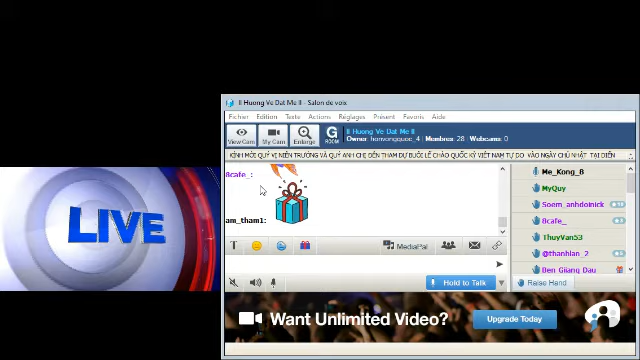 II Huong Ve Dat Me II - Salon de voix
Fichier Edition Texte Actions Réglages Présent Favoris Aide
View Cam
My Cam
Enlarge
G
ROOM
II Huong Ve Dat Me II
Owner: honvongquoc_4 Membres: 28 Webcams: 0
KÍNH MỜI QUÝ VỊ NIÊN TRƯỞNG VÀ QUÝ ANH CHỊ ĐẾN THAM DỰ BUỔI LỄ CHÀO QUỐC KỲ VIỆT NAM TỰ DO VÀO NGÀY CHỦ NHẬT TẠI DIỄN
8cafe_:
am_tham1:
T
MediaPal
Hold to Talk
Me_Kong_8
MyQuy
Soem_anhdoinick
8cafe_
ThuyVan53
@thanhlan_2
Ben Giang Dau
Raise Hand
LIVE
Want Unlimited Video?
Upgrade Today